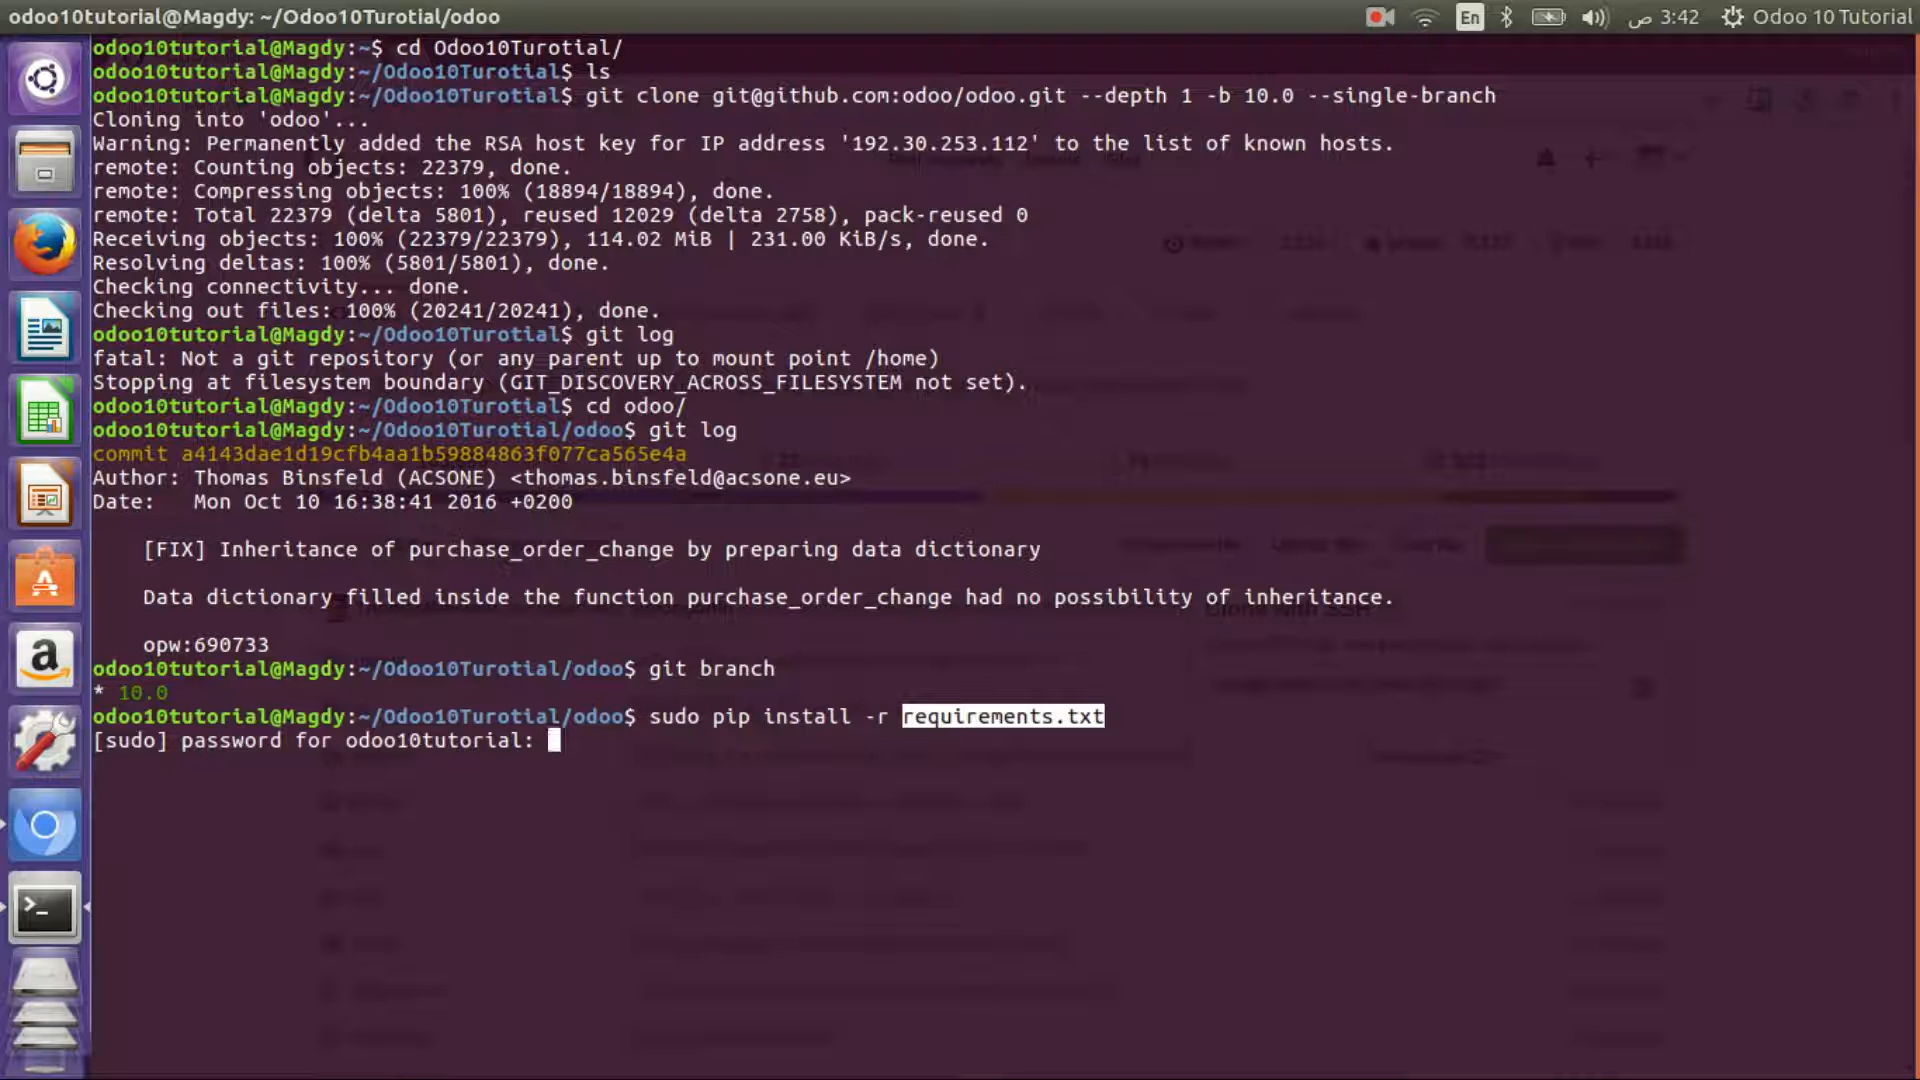 odoo10tutorial@Magdy: ~/Odoo10Turotial/odoo
En
3:42 ص
Odoo 10 Tutorial
odoo10tutorial@Magdy:~$ cd Odoo10Turotial/
odoo10tutorial@Magdy:~/Odoo10Turotial$ ls
odoo10tutorial@Magdy:~/Odoo10Turotial$ git clone git@github.com:odoo/odoo.git --depth 1 -b 10.0 --single-branch
Cloning into 'odoo'...
Warning: Permanently added the RSA host key for IP address '192.30.253.112' to the list of known hosts.
remote: Counting objects: 22379, done.
remote: Compressing objects: 100% (18894/18894), done.
remote: Total 22379 (delta 5801), reused 12029 (delta 2758), pack-reused 0
Receiving objects: 100% (22379/22379), 114.02 MiB | 231.00 KiB/s, done.
Resolving deltas: 100% (5801/5801), done.
Checking connectivity... done.
Checking out files: 100% (20241/20241), done.
odoo10tutorial@Magdy:~/Odoo10Turotial$ git log
fatal: Not a git repository (or any parent up to mount point /home)
Stopping at filesystem boundary (GIT_DISCOVERY_ACROSS_FILESYSTEM not set).
odoo10tutorial@Magdy:~/Odoo10Turotial$ cd odoo/
odoo10tutorial@Magdy:~/Odoo10Turotial/odoo$ git log
commit a4143dae1d19cfb4aa1b59884863f077ca565e4a
Author: Thomas Binsfeld (ACSONE) <thomas.binsfeld@acsone.eu>
Date:   Mon Oct 10 16:38:41 2016 +0200
[FIX] Inheritance of purchase_order_change by preparing data dictionary
Data dictionary filled inside the function purchase_order_change had no possibility of inheritance.
opw:690733
odoo10tutorial@Magdy:~/Odoo10Turotial/odoo$ git branch
* 10.0
odoo10tutorial@Magdy:~/Odoo10Turotial/odoo$ sudo pip install -r requirements.txt
[sudo] password for odoo10tutorial: